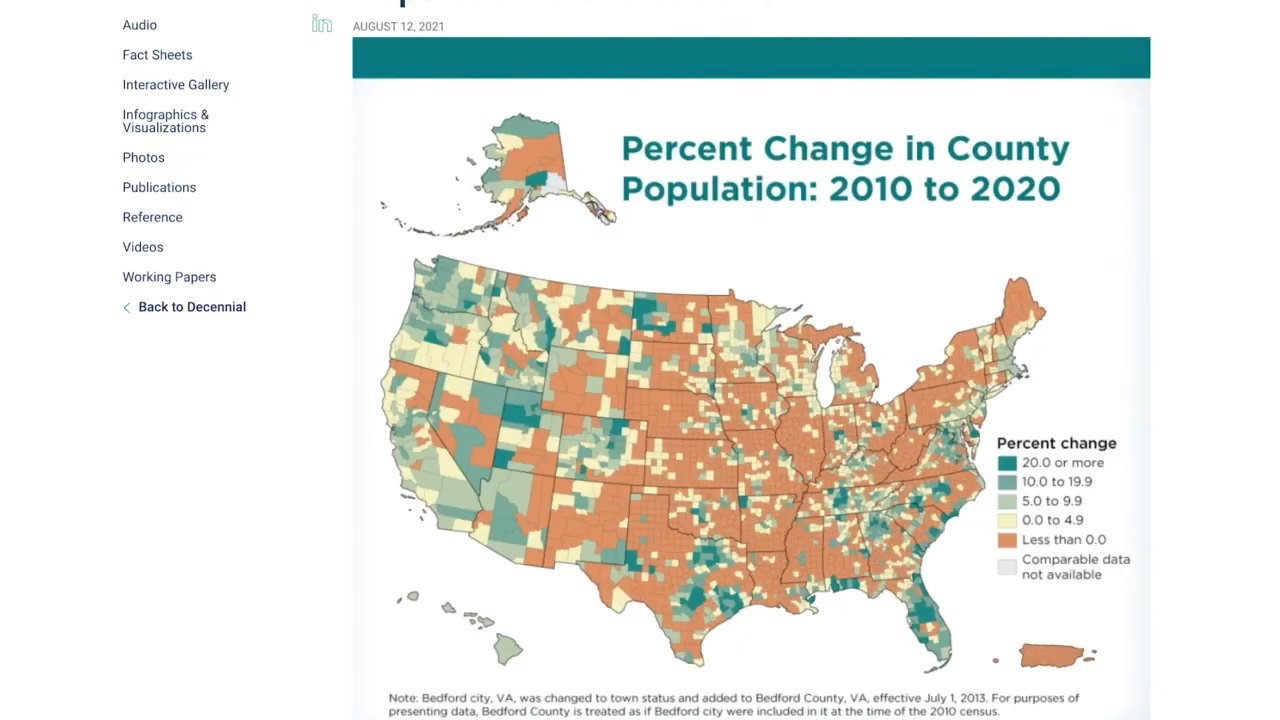 Audio
Fact Sheets
Interactive Gallery
Infographics &
Visualizations
Photos
Publications
Reference
Videos
Working Papers
Back to Decennial
in
AUGUST 12, 2021
Percent Change in County
Population: 2010 to 2020
Percent change
20.0 or more
10.0 to 19.9
5.0 to 9.9
0.0 to 4.9
Less than 0.0
Comparable data
not available
Note: Bedford city, VA, was changed to town status and added to Bedford County, VA, effective July 1, 2013. For purposes of
presenting data, Bedford County is treated as if Bedford city were included in it at the time of the 2010 census.